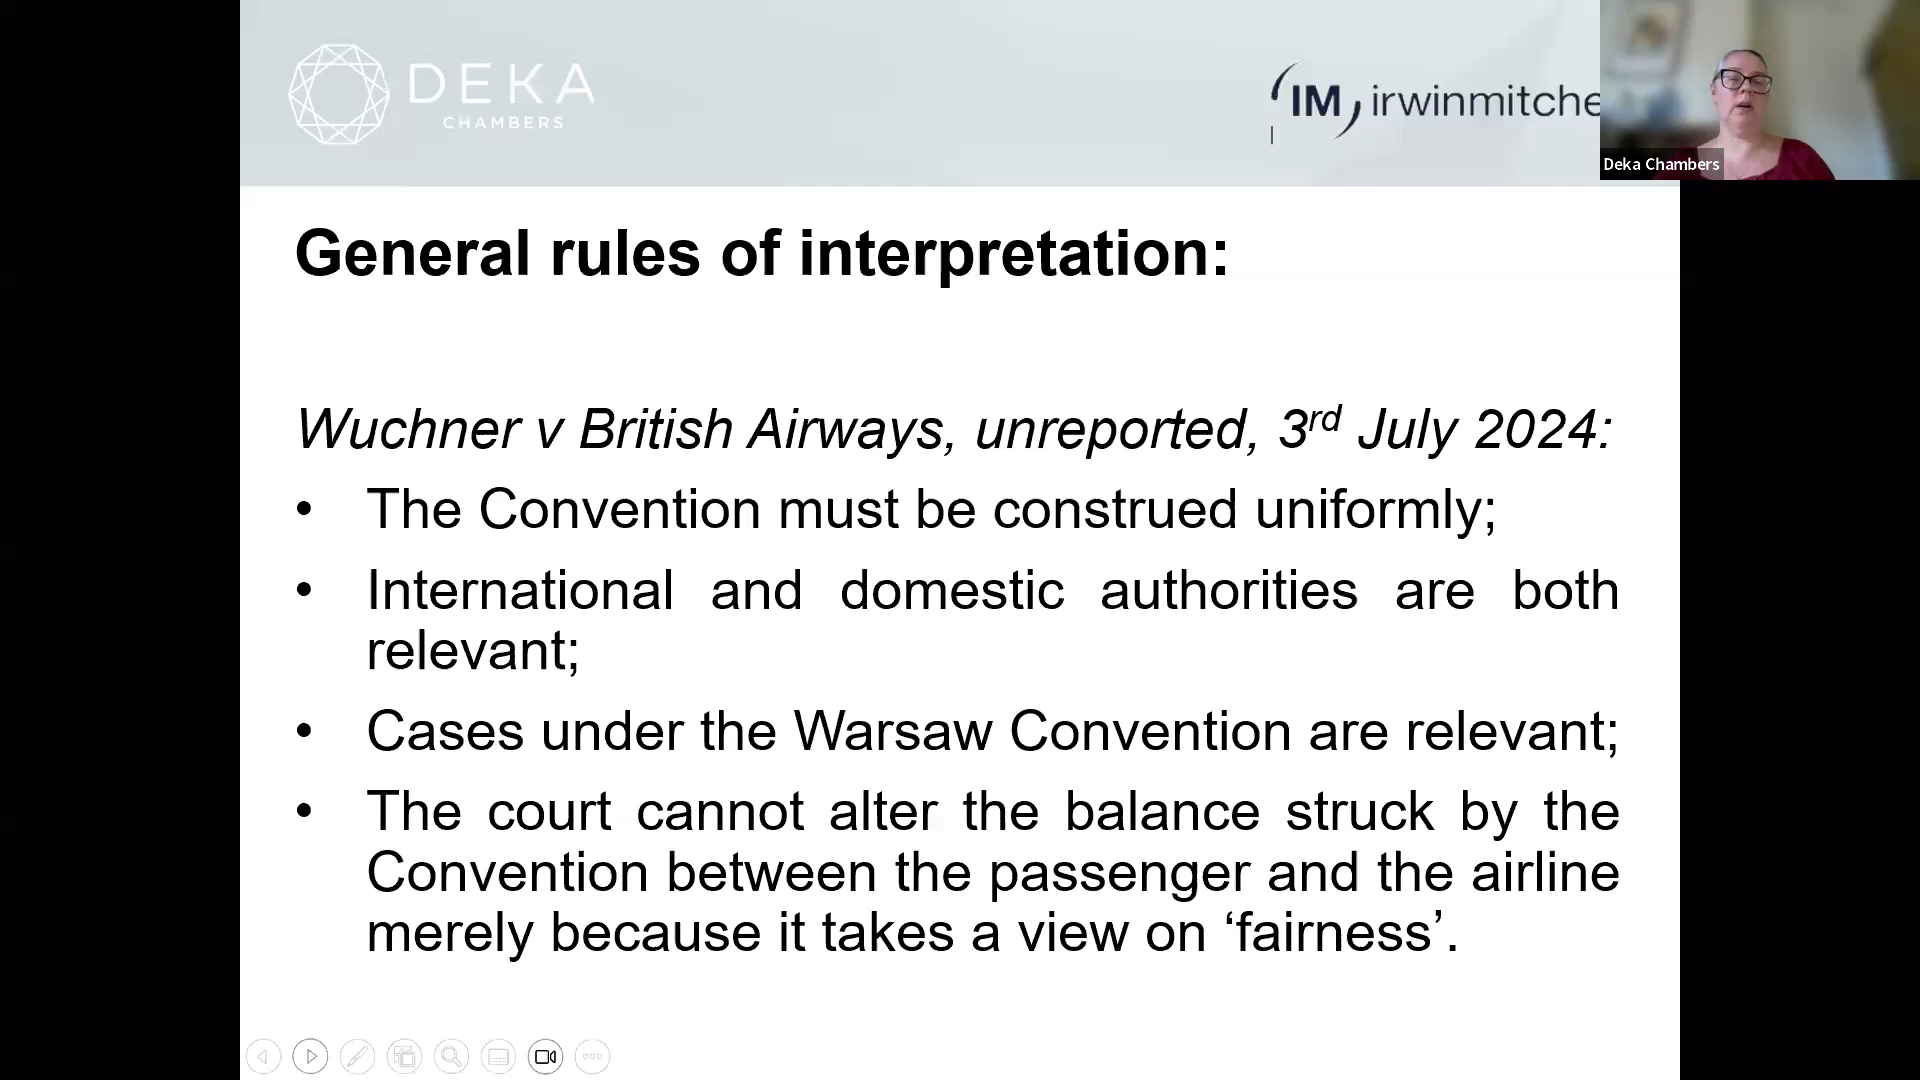 DEKA
CHAMBERS
IM irwinmitche
Deka Chambers
General rules of interpretation:
Wuchner v British Airways, unreported, 3rd July 2024:
• The Convention must be construed uniformly;
• International and domestic authorities are both
relevant;
• Cases under the Warsaw Convention are relevant;
• The court cannot alter the balance struck by the
Convention between the passenger and the airline
merely because it takes a view on ‘fairness’.